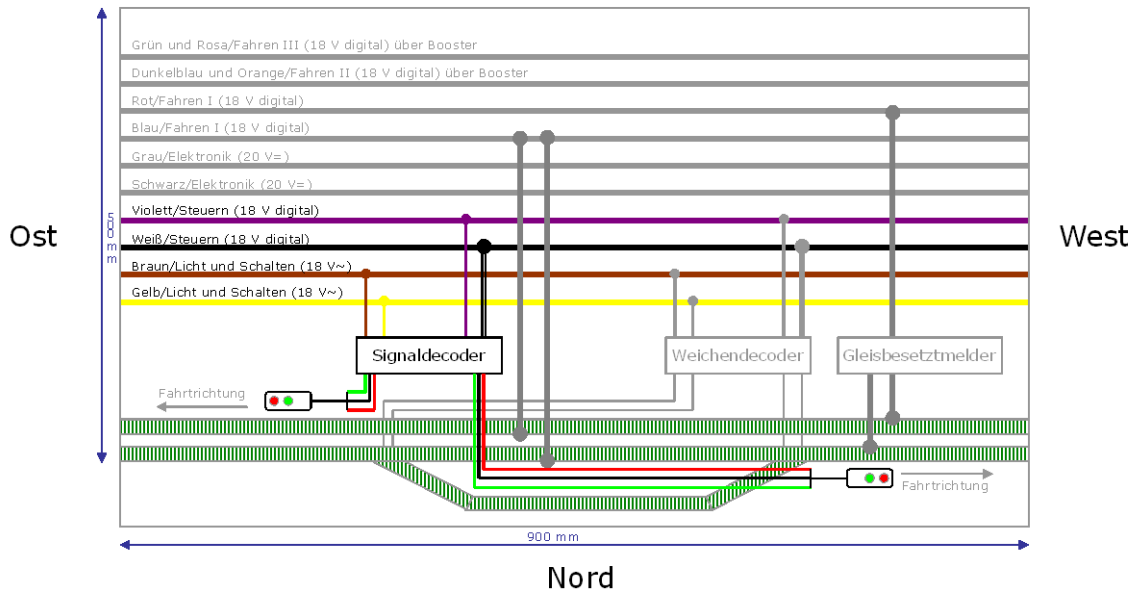 Grün und Rosa/Fahren III (18 V digital) über Booster
Dunkelblau und Orange/Fahren II (18 V digital) über Booster
Rot/Fahren I (18 V digital)
Blau/Fahren I (18 V digital)
Grau/Elektronik (20 V=)
Schwarz/Elektronik (20 V=)
Violett/Steuern (18 V digital)
500 mm
Ost
West
Weiß/Steuern (18 V digital)
Braun/Licht und Schalten (18 V~)
Gelb/Licht und Schalten (18 V~)
Signaldecoder
Weichendecoder
Gleisbesetztmelder
Fahrtrichtung
Fahrtrichtung
900 mm
Nord